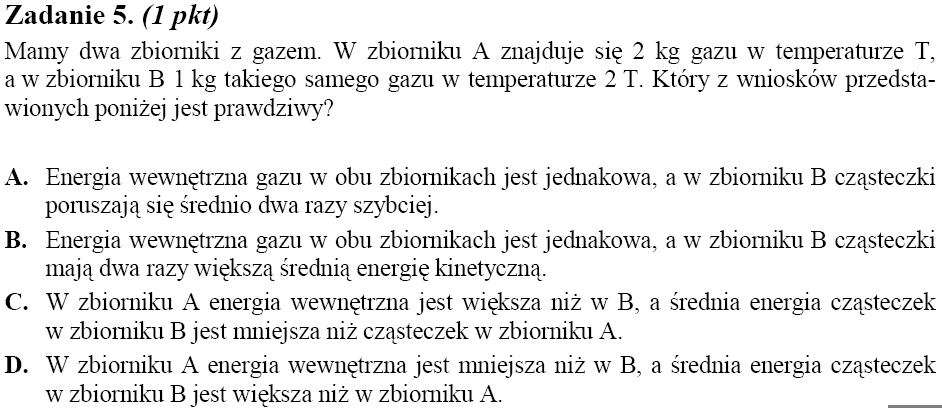 Zadanie 5. (1 pkt)
Mamy dwa zbiorniki z gazem. W zbiorniku A znajduje się 2 kg gazu w temperaturze T,
a w zbiorniku B 1 kg takiego samego gazu w temperaturze 2 T. Który z wniosków przedsta-
wionych poniżej jest prawdziwy?
A. Energia wewnętrzna gazu w obu zbiornikach jest jednakowa, a w zbiorniku B cząsteczki
poruszają się średnio dwa razy szybciej.
B. Energia wewnętrzna gazu w obu zbiornikach jest jednakowa, a w zbiorniku B cząsteczki
mają dwa razy większą średnią energię kinetyczną.
C. W zbiorniku A energia wewnętrzna jest większa niż w B, a średnia energia cząsteczek
w zbiorniku B jest mniejsza niż cząsteczek w zbiorniku A.
D. W zbiorniku A energia wewnętrzna jest mniejsza niż w B, a średnia energia cząsteczek
w zbiorniku B jest większa niż w zbiorniku A.